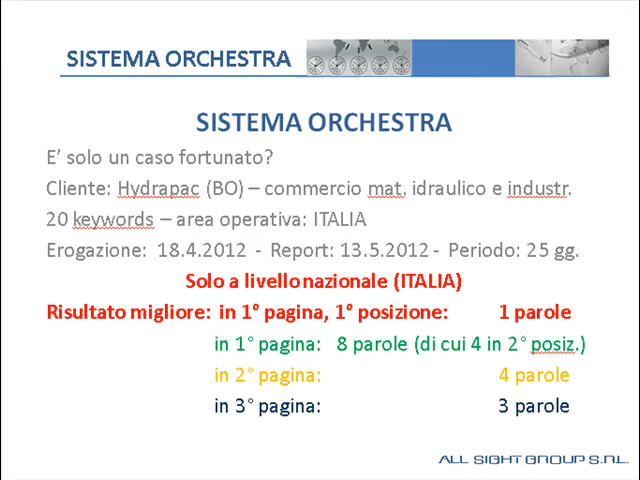 SISTEMA ORCHESTRA
SISTEMA ORCHESTRA
E' solo un caso fortunato?
Cliente: Hydrapac (BO) – commercio mat. idraulico e industr.
20 keywords – area operativa: ITALIA
Erogazione: 18.4.2012 - Report: 13.5.2012 - Periodo: 25 gg.
Solo a livello nazionale (ITALIA)
Risultato migliore: in 1° pagina, 1° posizione: 1 parole
in 1° pagina: 8 parole (di cui 4 in 2° posiz.)
in 2° pagina: 4 parole
in 3° pagina: 3 parole
ALL SIGHT GROUP S.R.L.